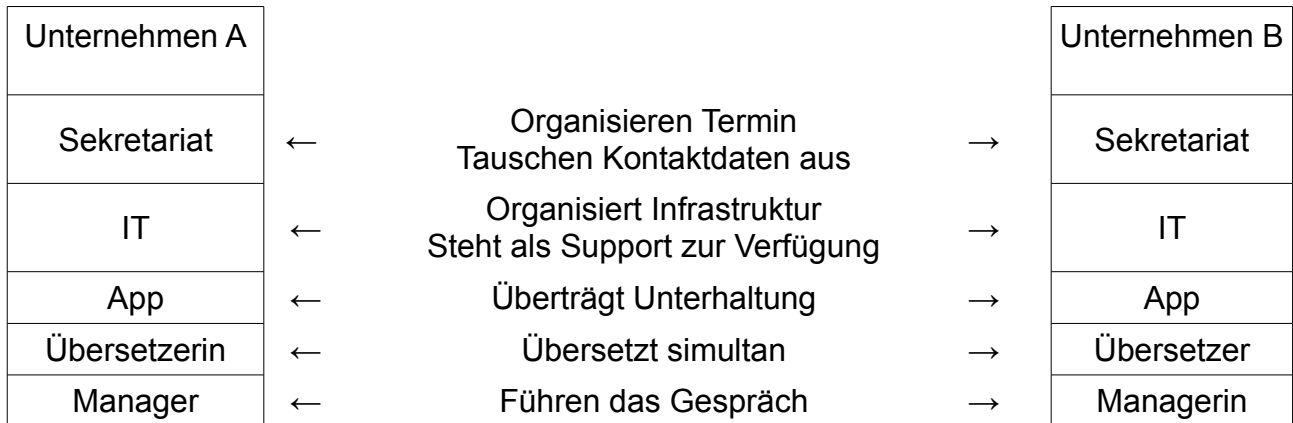 Unternehmen A Unternehmen B
Sekretariat ← Organisieren Termin → Sekretariat
Tauschen Kontaktdaten aus
IT ← Organisiert Infrastruktur → IT
Steht als Support zur Verfügung
App ← Überträgt Unterhaltung → App
Übersetzerin ← Übersetzt simultan → Übersetzer
Manager ← Führen das Gespräch → Managerin